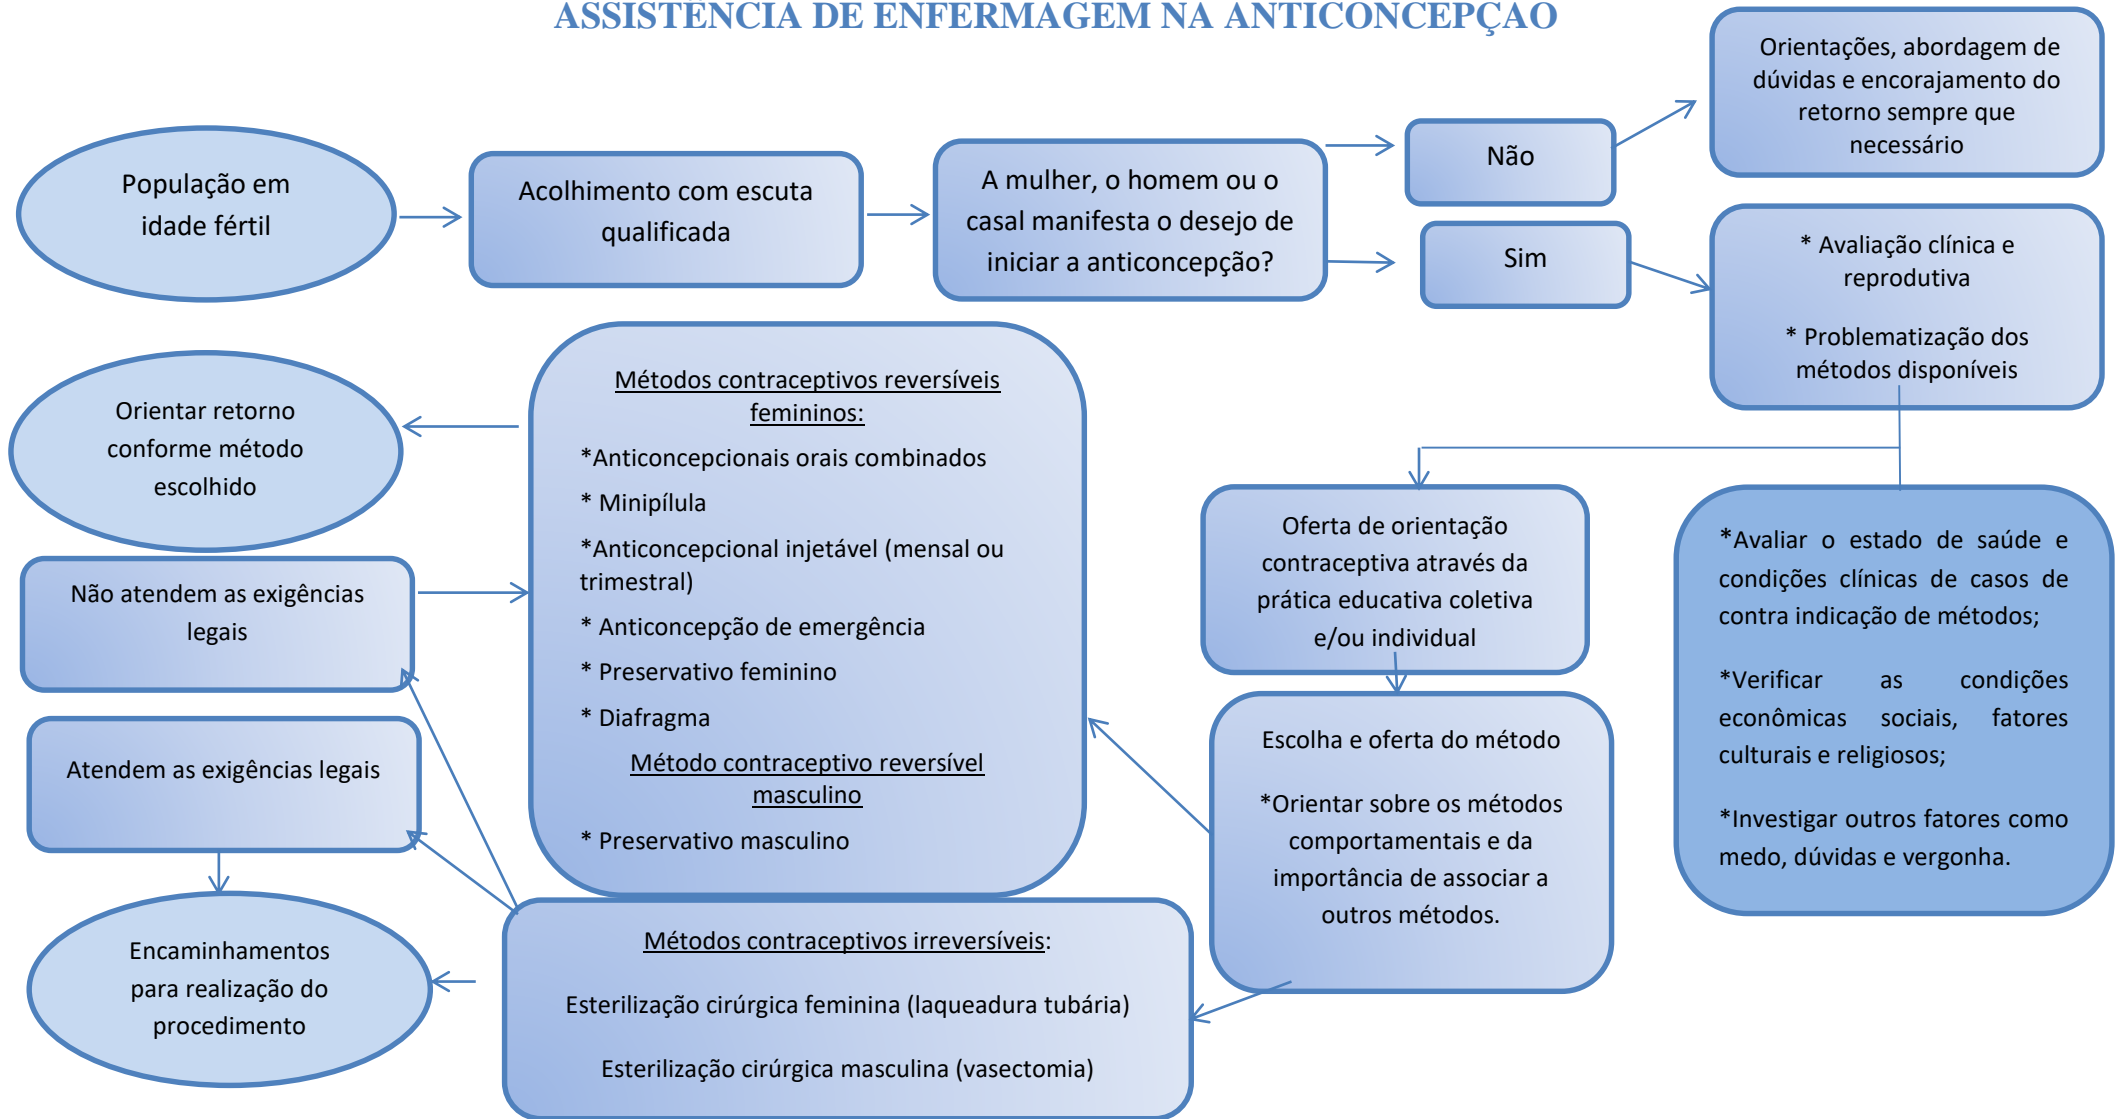 ASSISTÊNCIA DE ENFERMAGEM NA ANTICONCEPÇÃO
População em
idade fértil
Acolhimento com escuta
qualificada
A mulher, o homem ou o
casal manifesta o desejo de
iniciar a anticoncepção?
Não
Orientações, abordagem de
dúvidas e encorajamento do
retorno sempre que
necessário
Sim
* Avaliação clínica e
reprodutiva
* Problematização dos
métodos disponíveis
*Avaliar o estado de saúde e
condições clínicas de casos de
contra indicação de métodos;
*Verificar as condições
econômicas sociais, fatores
culturais e religiosos;
*Investigar outros fatores como
medo, dúvidas e vergonha.
Oferta de orientação
contraceptiva através da
prática educativa coletiva
e/ou individual
Escolha e oferta do método
*Orientar sobre os métodos
comportamentais e da
importância de associar a
outros métodos.
Métodos contraceptivos reversíveis
femininos:
*Anticoncepcionais orais combinados
* Minipílula
*Anticoncepcional injetável (mensal ou
trimestral)
* Anticoncepção de emergência
* Preservativo feminino
* Diafragma
Método contraceptivo reversível
masculino
* Preservativo masculino
Orientar retorno
conforme método
escolhido
Não atendem as exigências
legais
Atendem as exigências legais
Encaminhamentos
para realização do
procedimento
Métodos contraceptivos irreversíveis:
Esterilização cirúrgica feminina (laqueadura tubária)
Esterilização cirúrgica masculina (vasectomia)